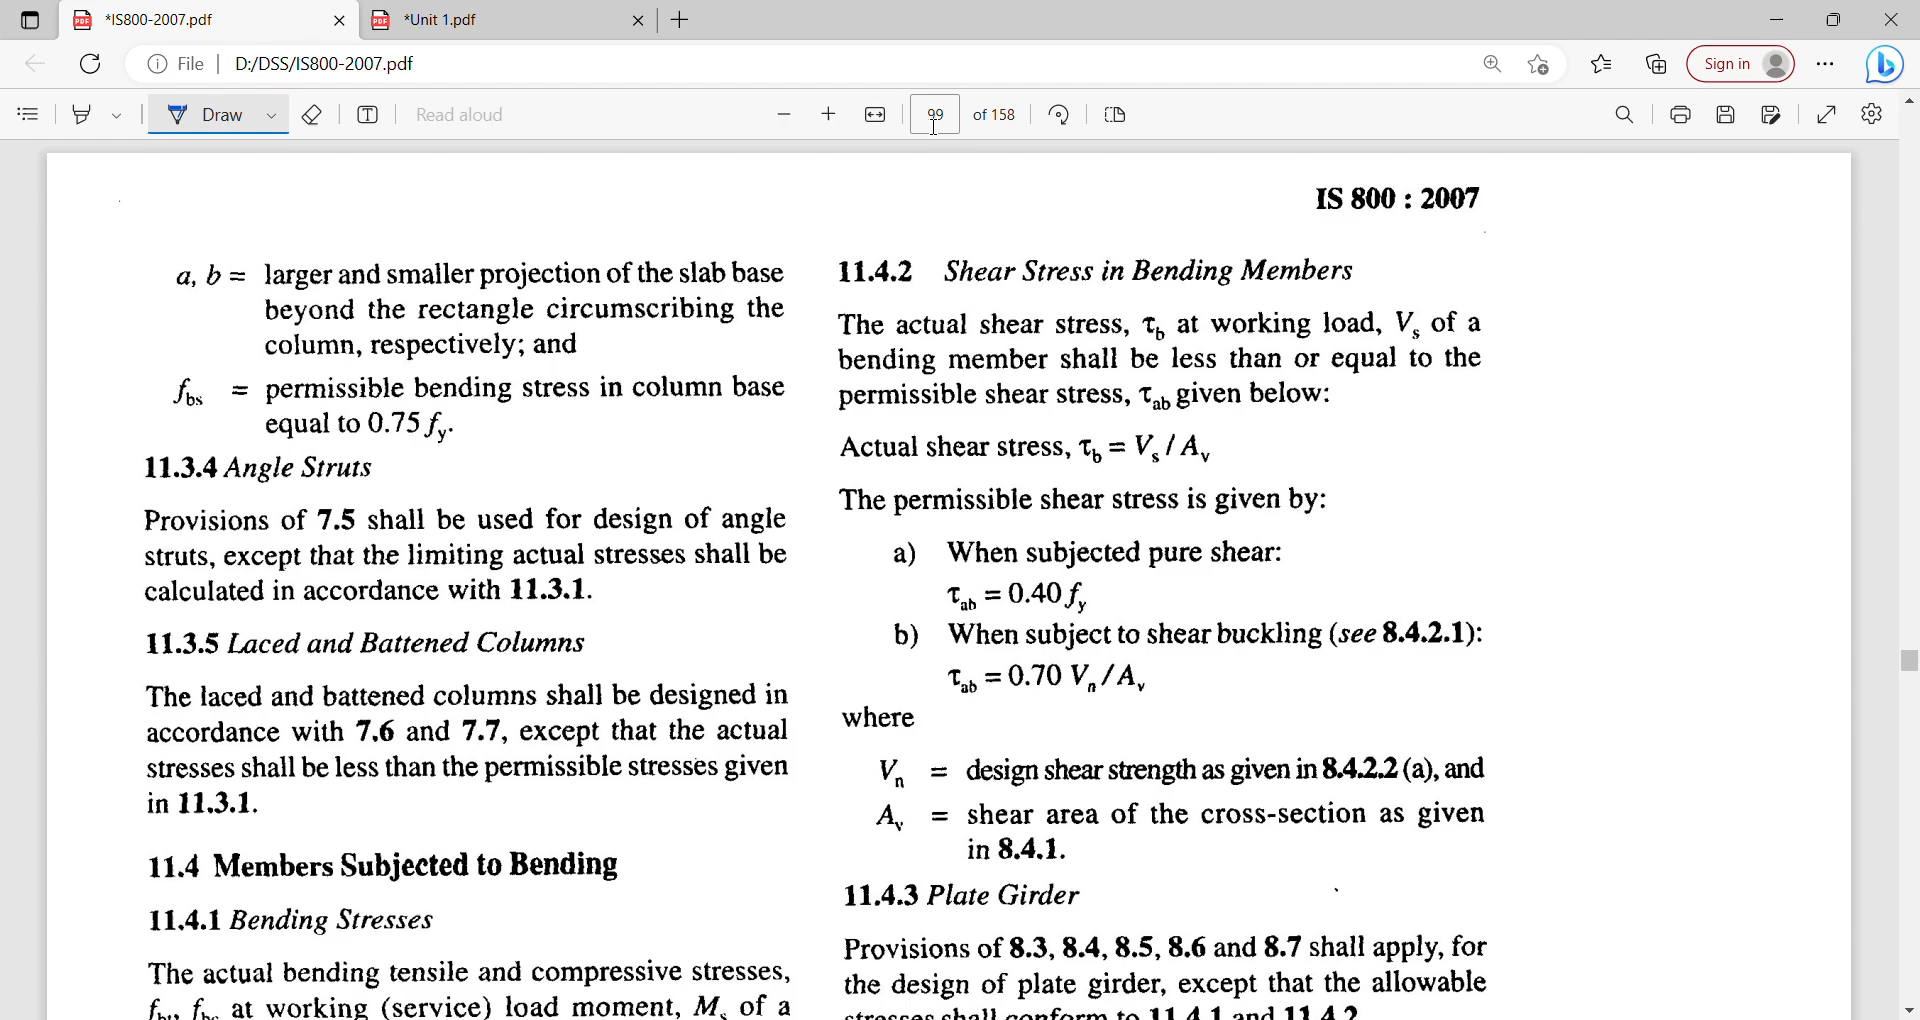 *IS800-2007.pdf
*Unit 1.pdf
File | D:/DSS/IS800-2007.pdf
Sign in
Draw
Read aloud
99 of 158
IS 800 : 2007
a, b = larger and smaller projection of the slab base
beyond the rectangle circumscribing the
column, respectively; and
f_bs = permissible bending stress in column base
equal to 0.75 f_y.
11.3.4 Angle Struts
Provisions of 7.5 shall be used for design of angle
struts, except that the limiting actual stresses shall be
calculated in accordance with 11.3.1.
11.3.5 Laced and Battened Columns
The laced and battened columns shall be designed in
accordance with 7.6 and 7.7, except that the actual
stresses shall be less than the permissible stresses given
in 11.3.1.
11.4 Members Subjected to Bending
11.4.1 Bending Stresses
The actual bending tensile and compressive stresses,
f_bt, f_bc at working (service) load moment, M_s of a
11.4.2 Shear Stress in Bending Members
The actual shear stress, τ_b at working load, V_s of a
bending member shall be less than or equal to the
permissible shear stress, τ_ab given below:
Actual shear stress, τ_b = V_s / A_v
The permissible shear stress is given by:
a) When subjected pure shear:
τ_ab = 0.40 f_y
b) When subject to shear buckling (see 8.4.2.1):
τ_ab = 0.70 V_n / A_v
where
V_n = design shear strength as given in 8.4.2.2 (a), and
A_v = shear area of the cross-section as given
in 8.4.1.
11.4.3 Plate Girder
Provisions of 8.3, 8.4, 8.5, 8.6 and 8.7 shall apply, for
the design of plate girder, except that the allowable
stresses shall conform to 11.4.1 and 11.4.2